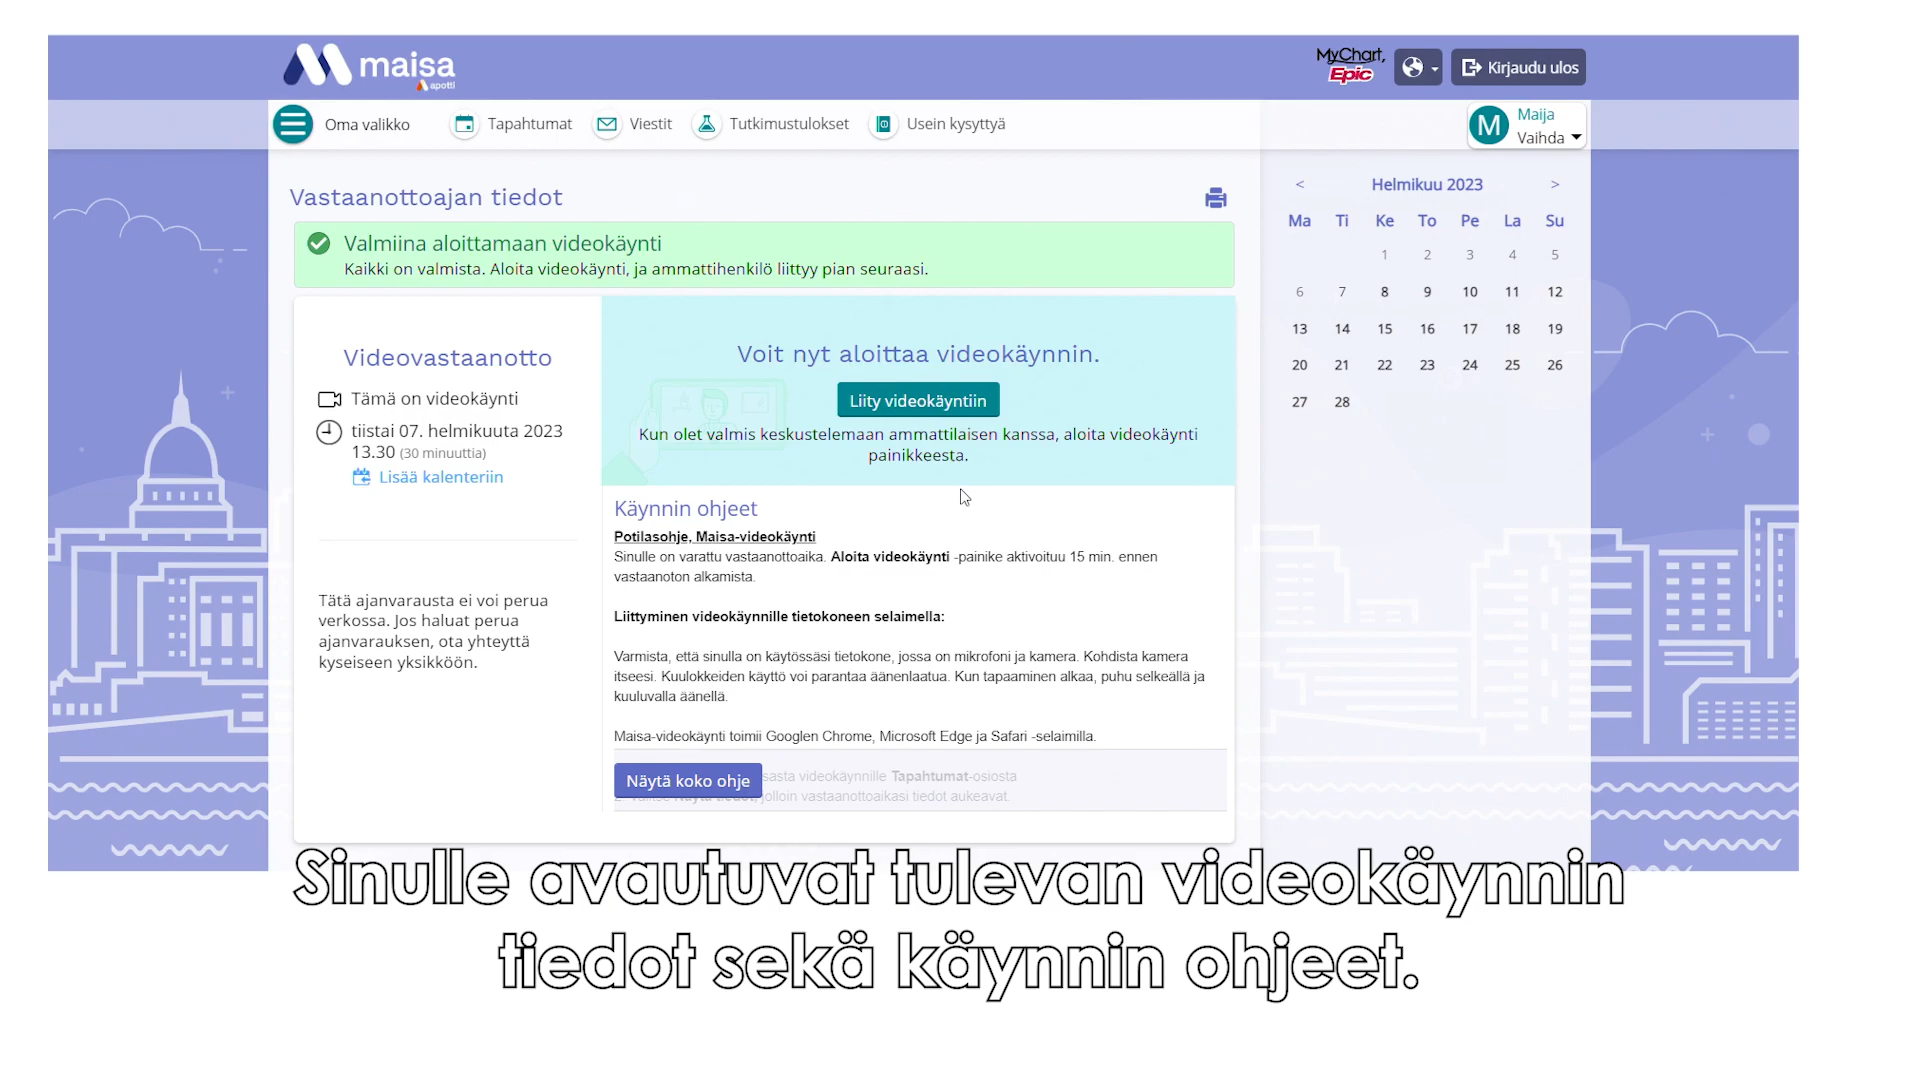 maisa
apotti
MyChart
Epic
Kirjaudu ulos
Oma valikko
Tapahtumat
Viestit
Tutkimustulokset
Usein kysyttyä
M
Maija
Vaihda
Vastaanottoajan tiedot
Valmiina aloittamaan videokäynti
Kaikki on valmista. Aloita videokäynti, ja ammattihenkilö liittyy pian seuraasi.
Videovastaanotto
Tämä on videokäynti
tiistai 07. helmikuuta 2023
13.30 (30 minuuttia)
Lisää kalenteriin
Tätä ajanvarausta ei voi perua
verkossa. Jos haluat perua
ajanvarauksen, ota yhteyttä
kyseiseen yksikköön.
Voit nyt aloittaa videokäynnin.
Liity videokäyntiin
Kun olet valmis keskustelemaan ammattilaisen kanssa, aloita videokäynti
painikkeesta.
Käynnin ohjeet
Potilasohje, Maisa-videokäynti
Sinulle on varattu vastaanottoaika. Aloita videokäynti -painike aktivoituu 15 min. ennen
vastaanoton alkamista.
Liittyminen videokäynnille tietokoneen selaimella:
Varmista, että sinulla on käytössäsi tietokone, jossa on mikrofoni ja kamera. Kohdista kamera
itseesi. Kuulokkeiden käyttö voi parantaa äänenlaatua. Kun tapaaminen alkaa, puhu selkeällä ja
kuuluvalla äänellä.
Maisa-videokäynti toimii Googlen Chrome, Microsoft Edge ja Safari -selaimilla.
Näytä koko ohje
videokäynnille Tapahtumat-osiosta
jolloin vastaanottoaikasi tiedot aukeavat.
< Helmikuu 2023 >
Ma Ti Ke To Pe La Su
1 2 3 4 5
6 7 8 9 10 11 12
13 14 15 16 17 18 19
20 21 22 23 24 25 26
27 28
Sinulle avautuvat tulevan videokäynnin
tiedot sekä käynnin ohjeet.